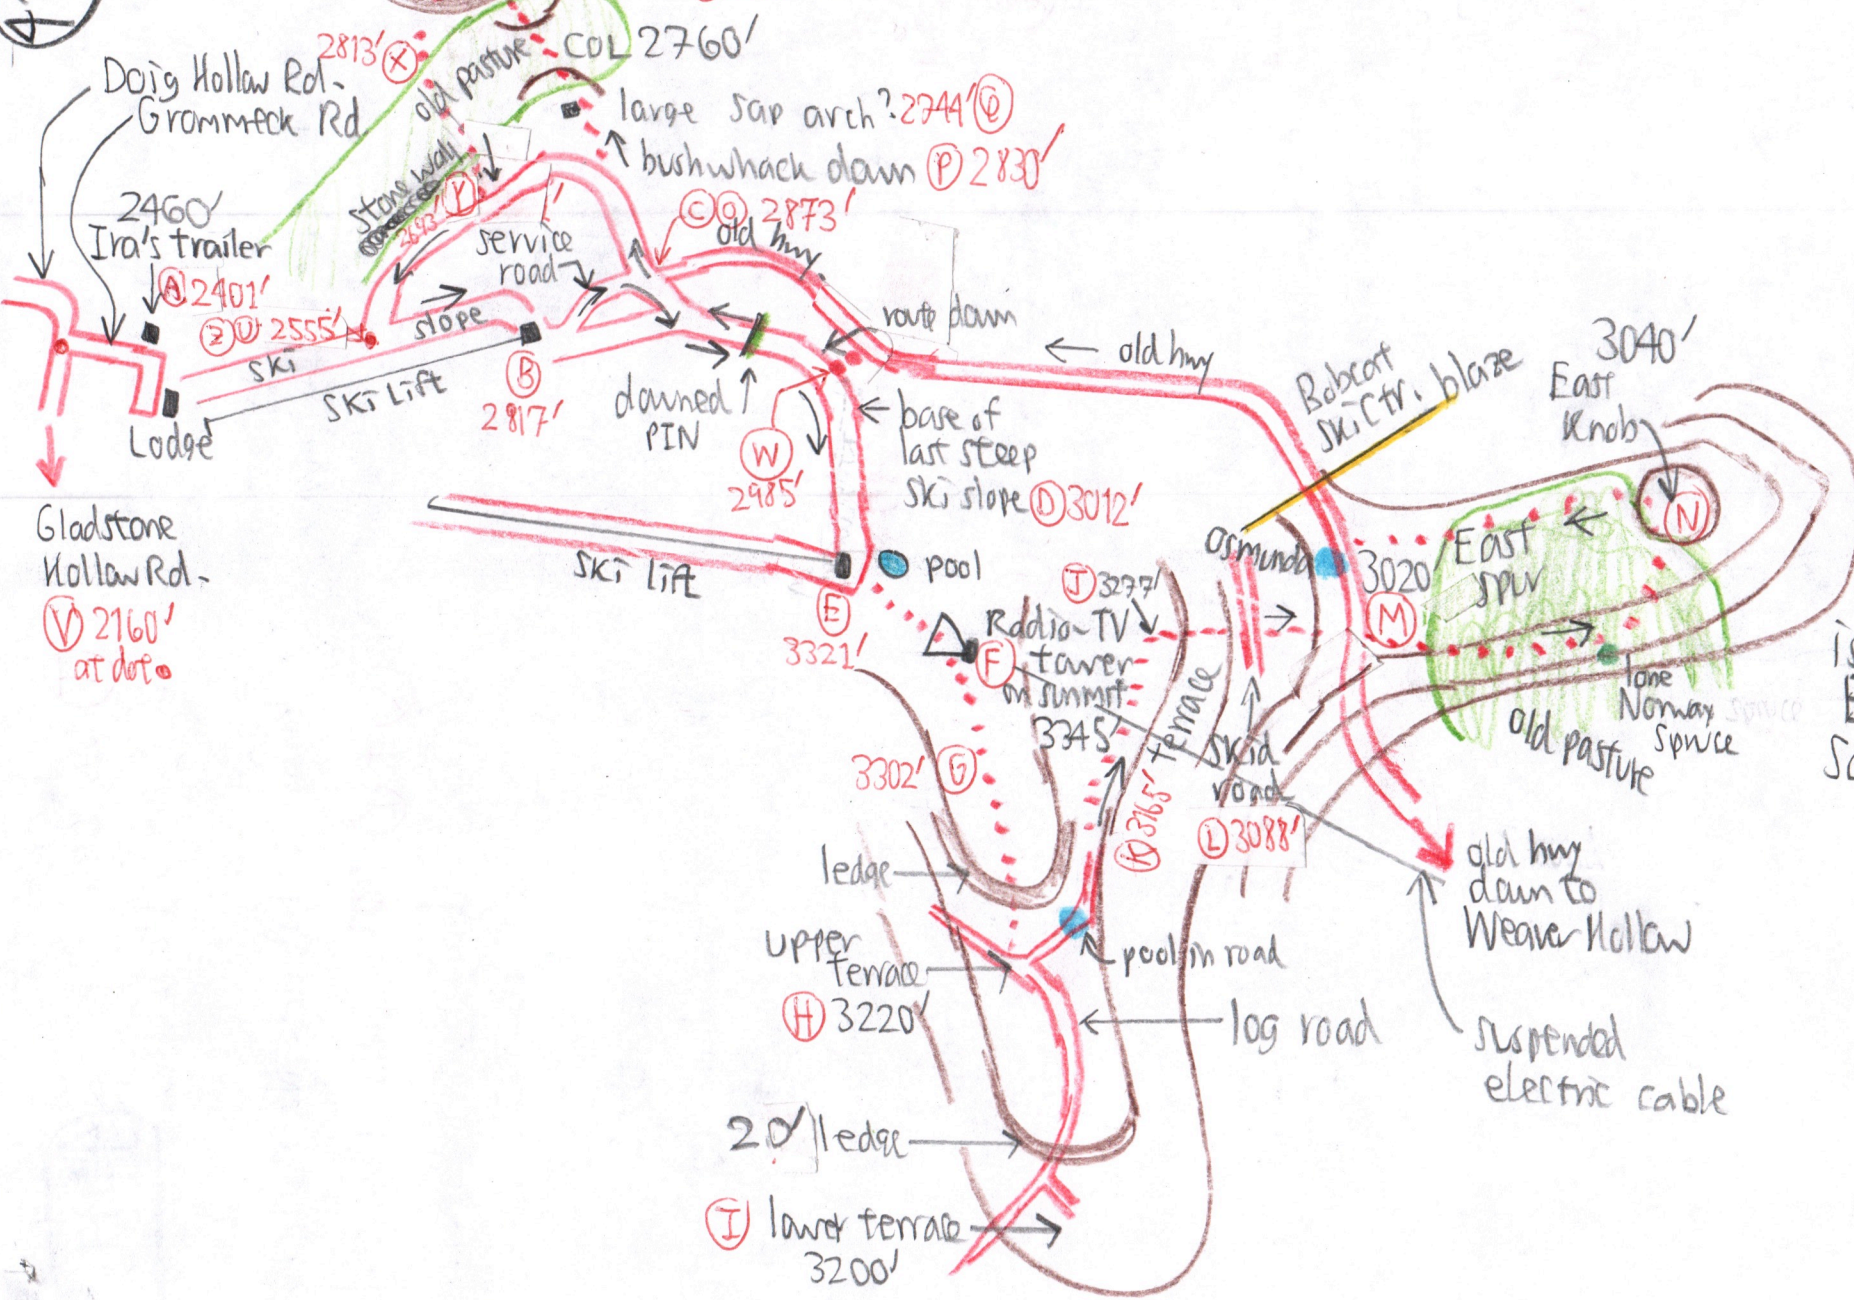 2813' X
COL 2760'
old pasture
Doig Hollow Rd.
Grommeck Rd
large sap arch? 2744' Q
bushwhack down P 2830'
stone wall
Y
2693'
C O 2873'
old hwy
2460'
Ira's trailer
A 2401'
service
road
Z U 2555'
ski slope
SKi LiFt
B
2817'
Lodge
downed
PIN
route down
old hwy
W
2985'
base of
last steep
ski slope D 3012'
Bobcat
ski Ctr. blaze
3040'
East
Knob
N
Gladstone
Hollow Rd.
V 2160'
at dot
SKi liFt
pool
E
3321'
J 3277'
Osmunda
3020
M
East
spur
Radio-TV
tower
on summit
3345'
F
terrace
skid
road
K 3165'
L 3088'
lone
Norway spruce
Spruce
old pasture
3302' G
ledge
upper
terrace
H 3220'
pool in road
log road
old hwy
down to
Weaver Hollow
suspended
electric cable
20' ledge
I lower terrace
3200'